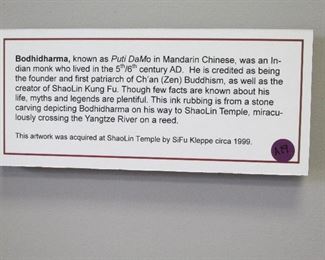 Bodhidharma, known as Puti DaMo in Mandarin Chinese, was an In-
dian monk who lived in the 5th/6th century AD. He is credited as being
the founder and first patriarch of Ch'an (Zen) Buddhism, as well as the
creator of ShaoLin Kung Fu. Though few facts are known about his
life, myths and legends are plentiful. This ink rubbing is from a stone
carving depicting Bodhidharma on his way to ShaoLin Temple, miracu-
lously crossing the Yangtze River on a reed.
This artwork was acquired at ShaoLin Temple by SiFu Kleppe circa 1999.